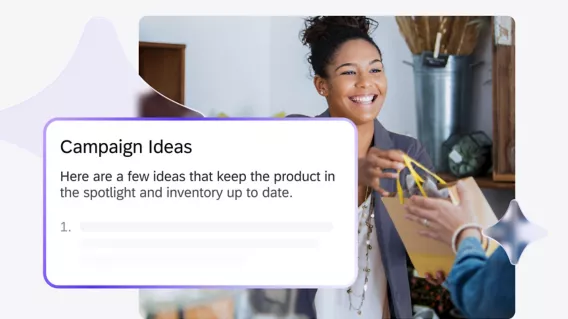 Campaign Ideas
Here are a few ideas that keep the product in
the spotlight and inventory up to date.
1.